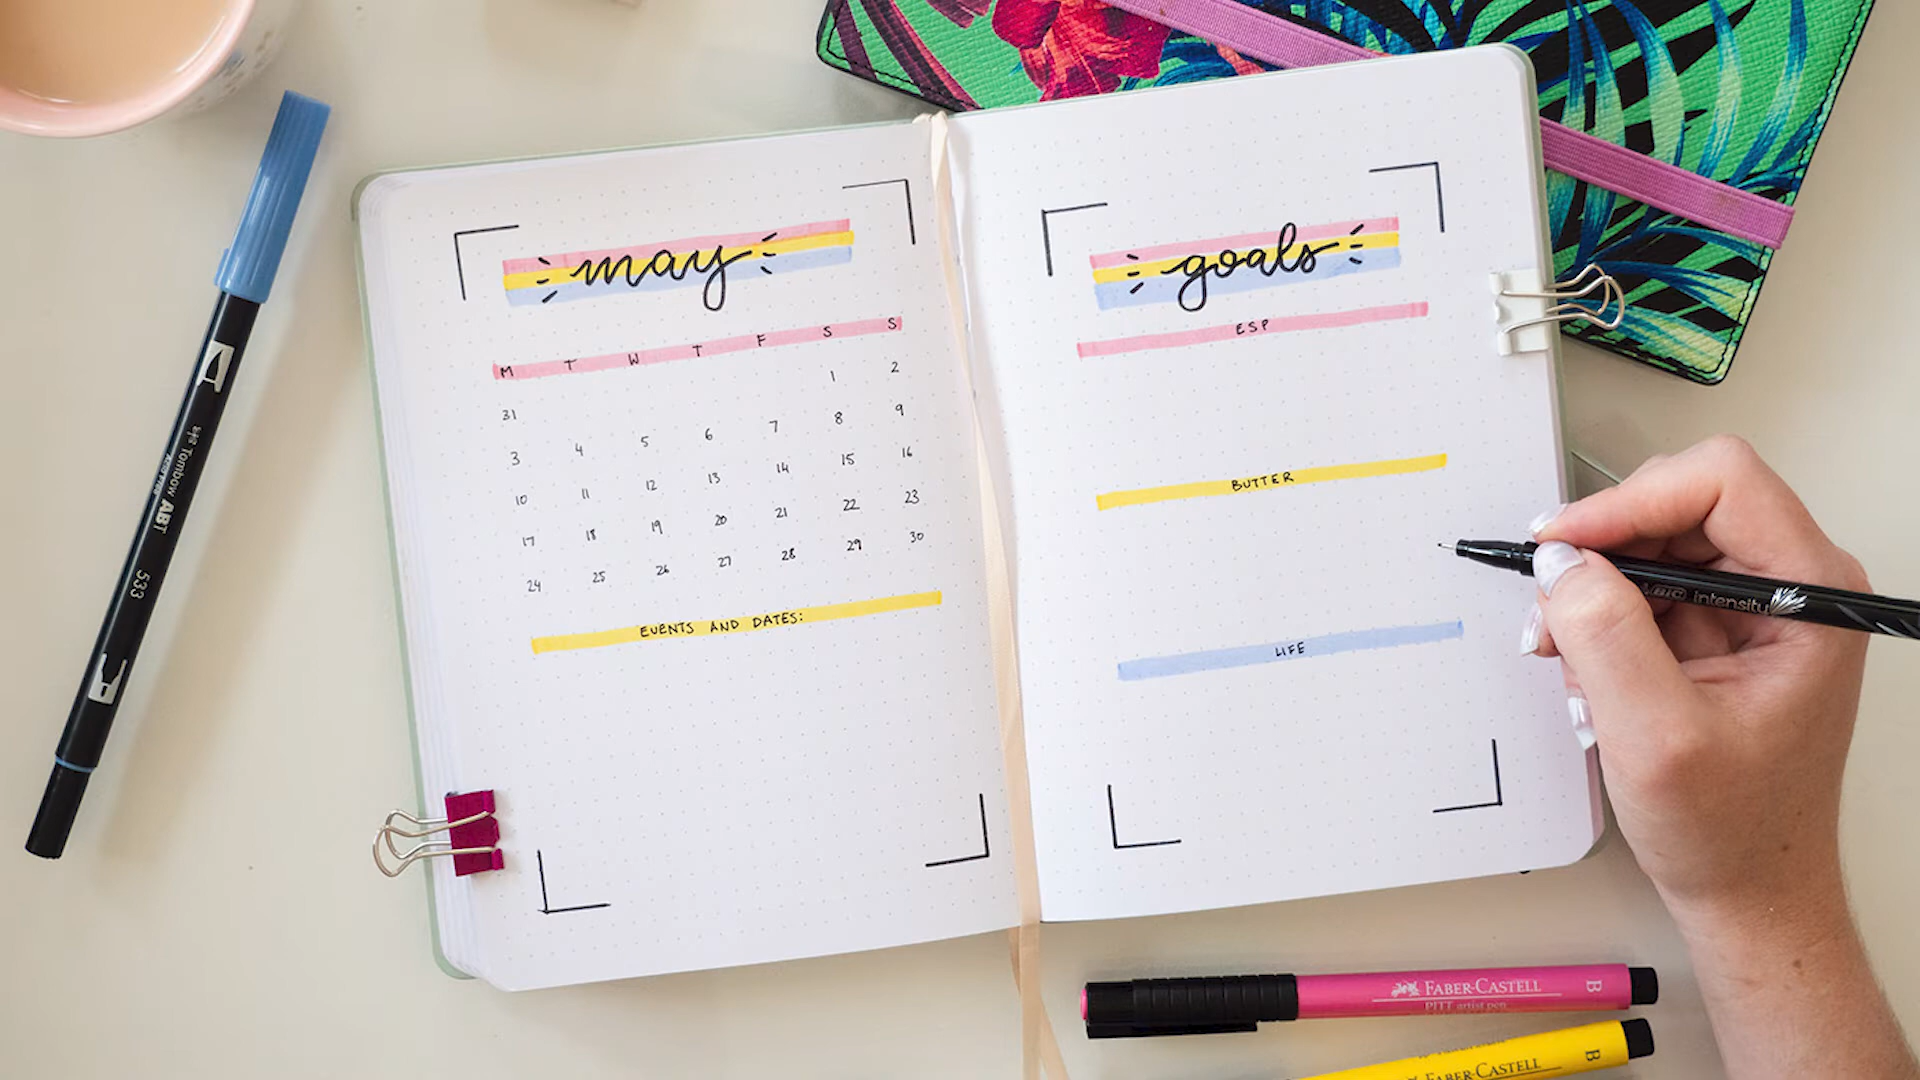 may
M T W T F S S
1 2
31
3 4 5 6 7 8 9
10 11 12 13 14 15 16
17 18 19 20 21 22 23
24 25 26 27 28 29 30
EVENTS AND DATES:
goals
ESP
BUTTER
LIFE
Tombow ABT
533
BIC intensity
FABER-CASTELL
PITT artist pen
B
FABER-CASTELL
B